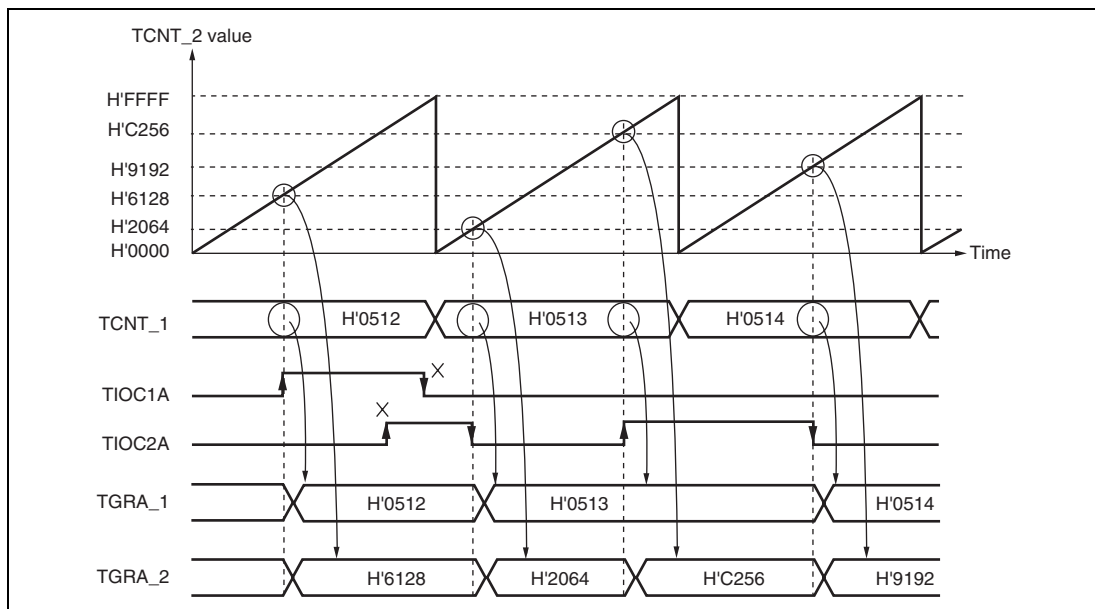 TCNT_2 value
H'FFFF
H'C256
H'9192
H'6128
H'2064
H'0000
Time
TCNT_1 H'0512 H'0513 H'0514
TIOC1A
TIOC2A
TGRA_1 H'0512 H'0513 H'0514
TGRA_2 H'6128 H'2064 H'C256 H'9192